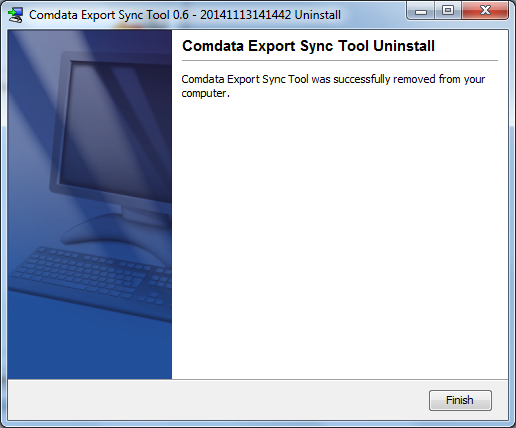 Comdata Export Sync Tool 0.6 - 20141113141442 Uninstall
Comdata Export Sync Tool Uninstall
Comdata Export Sync Tool was successfully removed from your
computer.
Finish